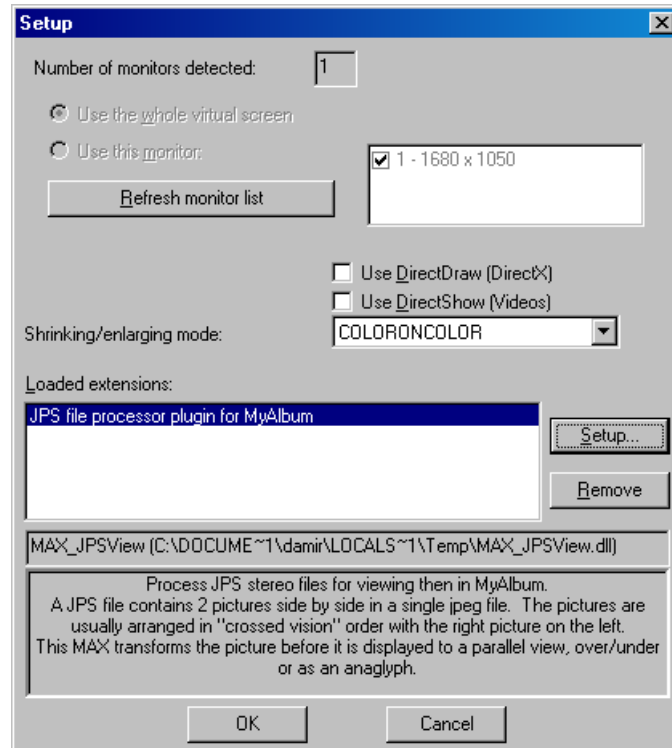 Setup
Number of monitors detected: 1
Use the whole virtual screen
Use this monitor:
1 - 1680 x 1050
Refresh monitor list
Use DirectDraw (DirectX)
Use DirectShow (Videos)
Shrinking/enlarging mode: COLORONCOLOR
Loaded extensions:
JPS file processor plugin for MyAlbum
Setup...
Remove
MAX_JPSView (C:\DOCUME~1\damir\LOCALS~1\Temp\MAX_JPSView.dll)
Process JPS stereo files for viewing then in MyAlbum.
A JPS file contains 2 pictures side by side in a single jpeg file. The pictures are
usually arranged in "crossed vision" order with the right picture on the left.
This MAX transforms the picture before it is displayed to a parallel view, over/under
or as an anaglyph.
OK Cancel